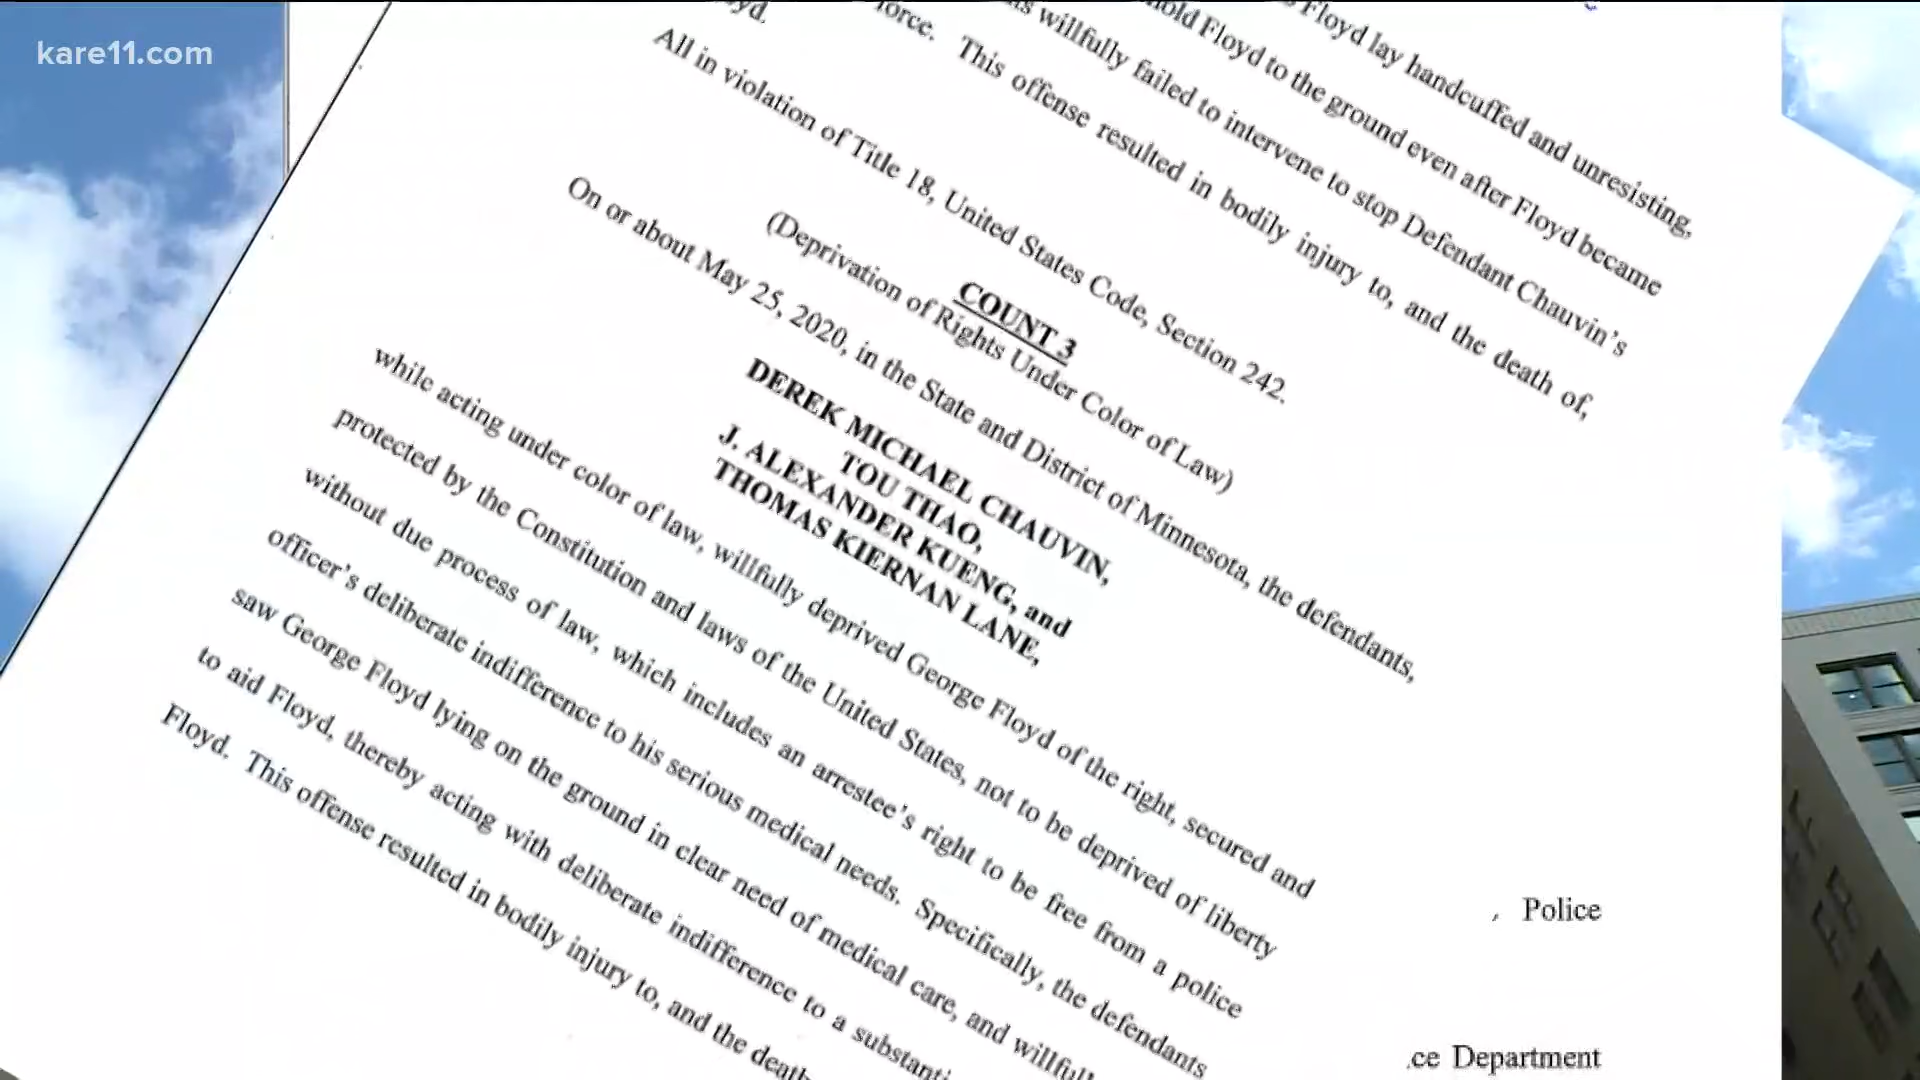 kare11.com
Floyd lay handcuffed and unresisting,
hold Floyd to the ground even after Floyd became
willfully failed to intervene to stop Defendant Chauvin's
force. This offense resulted in bodily injury to, and the death of,
All in violation of Title 18, United States Code, Section 242.
COUNT 3
(Deprivation of Rights Under Color of Law)
On or about May 25, 2020, in the State and District of Minnesota, the defendants,
DEREK MICHAEL CHAUVIN,
TOU THAO,
J. ALEXANDER KUENG, and
THOMAS KIERNAN LANE,
while acting under color of law, willfully deprived George Floyd of the right, secured and
protected by the Constitution and laws of the United States, not to be deprived of liberty
without due process of law, which includes an arrestee's right to be free from a police
officer's deliberate indifference to his serious medical needs. Specifically, the defendants
saw George Floyd lying on the ground in clear need of medical care, and willful
to aid Floyd, thereby acting with deliberate indifference to a substanti
Floyd. This offense resulted in bodily injury to, and the death
, Police
ce Department